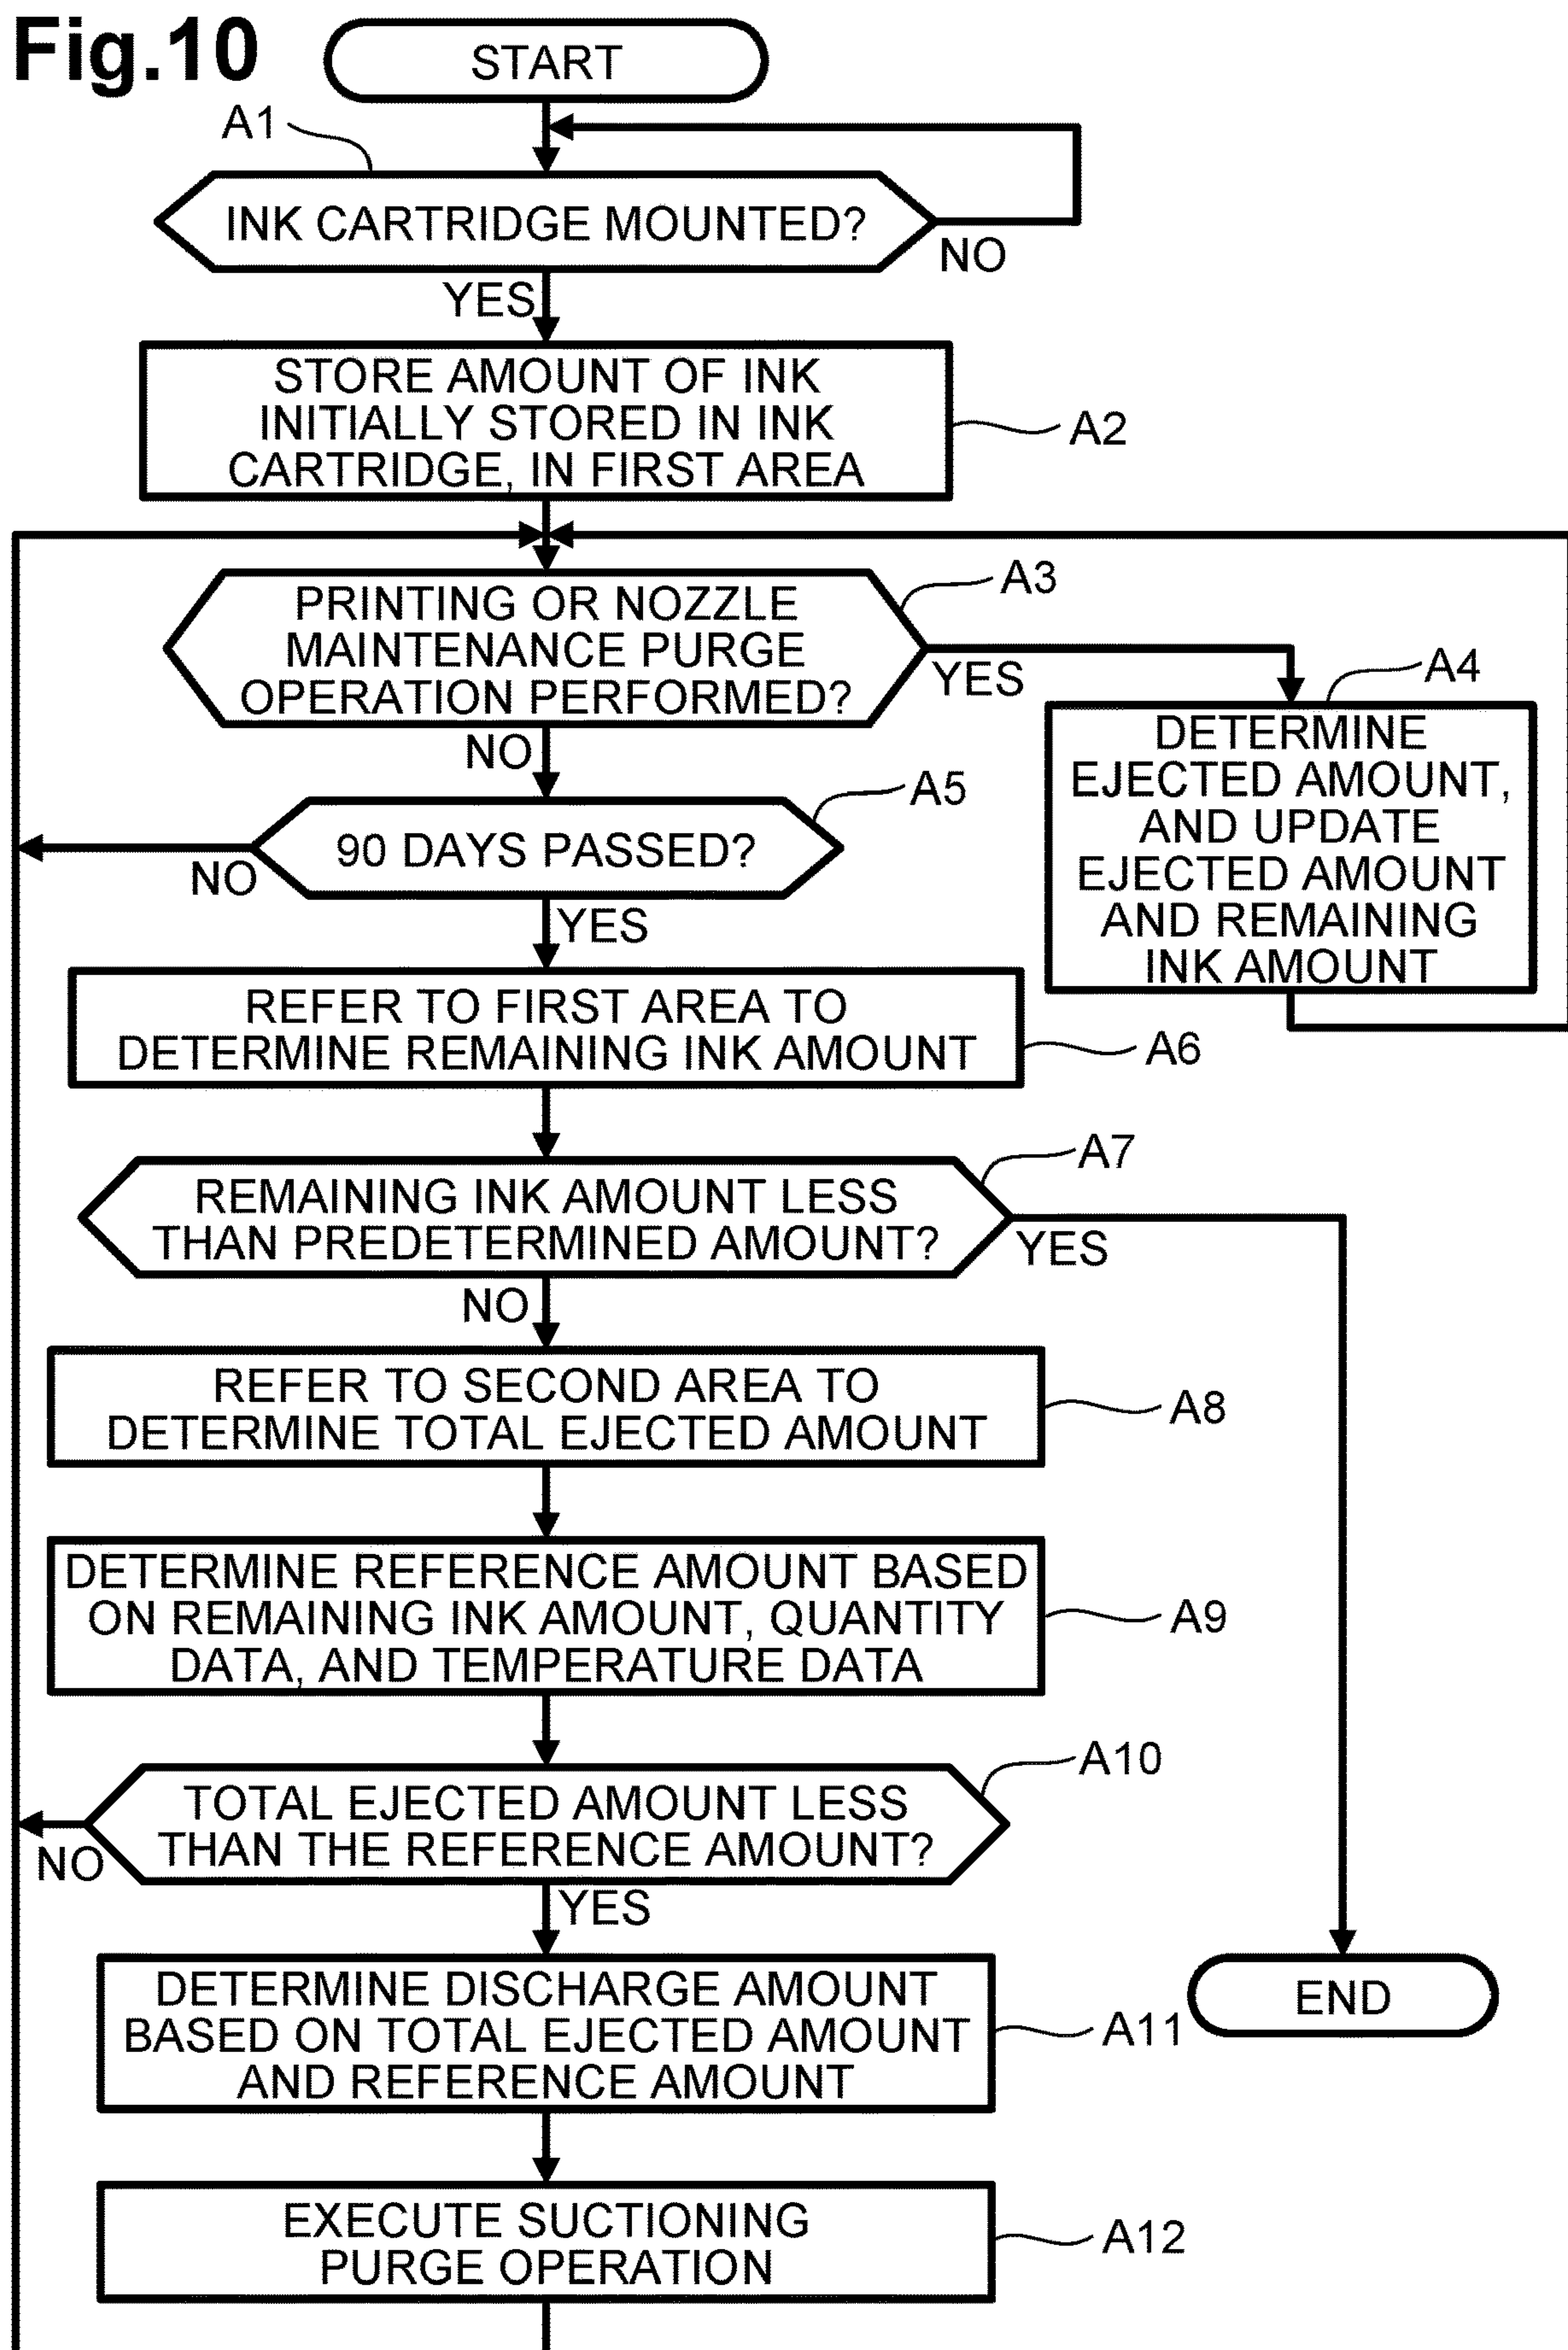 Fig.10
START
A1
INK CARTRIDGE MOUNTED?
NO
YES
STORE AMOUNT OF INK
INITIALLY STORED IN INK
CARTRIDGE, IN FIRST AREA
A2
PRINTING OR NOZZLE
MAINTENANCE PURGE
OPERATION PERFORMED?
A3
YES
NO
A4
DETERMINE
EJECTED AMOUNT,
AND UPDATE
EJECTED AMOUNT
AND REMAINING
INK AMOUNT
A5
90 DAYS PASSED?
NO
YES
REFER TO FIRST AREA TO
DETERMINE REMAINING INK AMOUNT
A6
A7
REMAINING INK AMOUNT LESS
THAN PREDETERMINED AMOUNT?
YES
NO
REFER TO SECOND AREA TO
DETERMINE TOTAL EJECTED AMOUNT
A8
DETERMINE REFERENCE AMOUNT BASED
ON REMAINING INK AMOUNT, QUANTITY
DATA, AND TEMPERATURE DATA
A9
A10
TOTAL EJECTED AMOUNT LESS
THAN THE REFERENCE AMOUNT?
NO
YES
DETERMINE DISCHARGE AMOUNT
BASED ON TOTAL EJECTED AMOUNT
AND REFERENCE AMOUNT
A11
END
EXECUTE SUCTIONING
PURGE OPERATION
A12